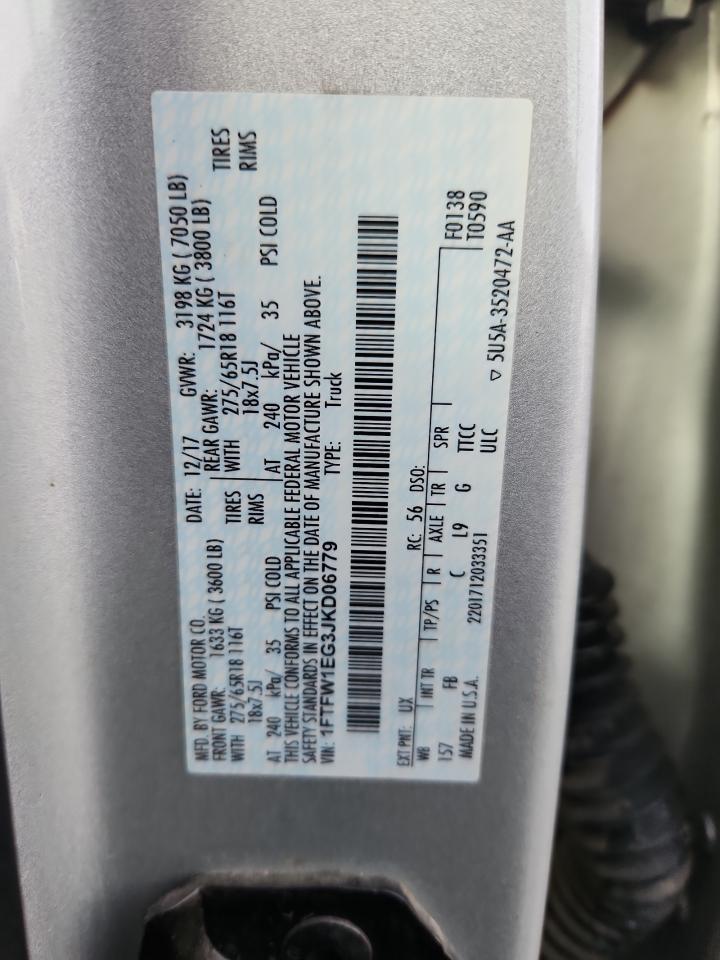 MFD. BY FORD MOTOR CO.
DATE: 12/17 GVWR: 3198 KG ( 7050 LB)
FRONT GAWR: 1633 KG ( 3600 LB)
REAR GAWR: 1724 KG ( 3800 LB)
WITH 275/65R18 116T TIRES
WITH 275/65R18 116T TIRES
18x7.5J RIMS
18x7.5J RIMS
AT 240 kPa/ 35 PSI COLD
AT 240 kPa/ 35 PSI COLD
THIS VEHICLE CONFORMS TO ALL APPLICABLE FEDERAL MOTOR VEHICLE
SAFETY STANDARDS IN EFFECT ON THE DATE OF MANUFACTURE SHOWN ABOVE.
VIN: 1FTFW1EG3JKD06779
TYPE: Truck
EXT PNT: UX RC: 56 DSO:
F0138
T0590
WB INT TR TP/PS R AXLE TR SPR
157 FB C L9 G TTCC
ULC
MADE IN U.S.A. 2201712033351
▽ 5U5A-3520472-AA